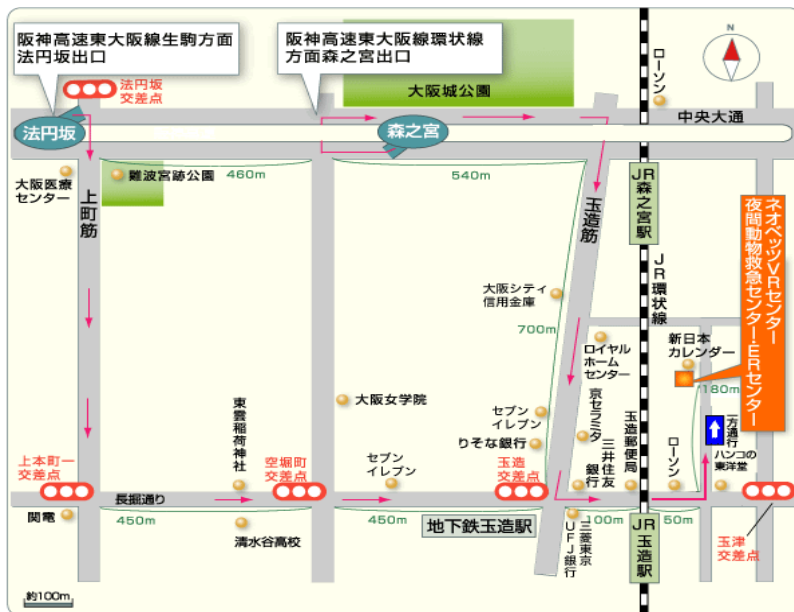 阪神高速東大阪線生駒方面
法円坂出口
阪神高速東大阪線環状線
方面森之宮出口
N
法円坂
交差点
大阪城公園
ローソン
中央大通
法円坂
森之宮
大阪医療
センター
難波宮跡公園
460m
540m
上町筋
玉造筋
JR
森之宮駅
ネオベッツVRセンター
夜間動物救急センター・ERセンター
JR環状線
大阪シティ
信用金庫
700m
ロイヤル
ホーム
センター
新日本
カレンダー
180m
大阪女学院
東雲稲荷神社
セブン
イレブン
京セラミタ
一方通行
りそな銀行
三井住友
銀行
玉造郵便局
ローソン
ハンコの
東洋堂
上本町一
交差点
空堀町
交差点
セブン
イレブン
玉造
交差点
長堀通り
関電
450m
清水谷高校
450m
地下鉄玉造駅
三菱東京
UFJ銀行
100m
JR
玉造駅
50m
玉津
交差点
約100m